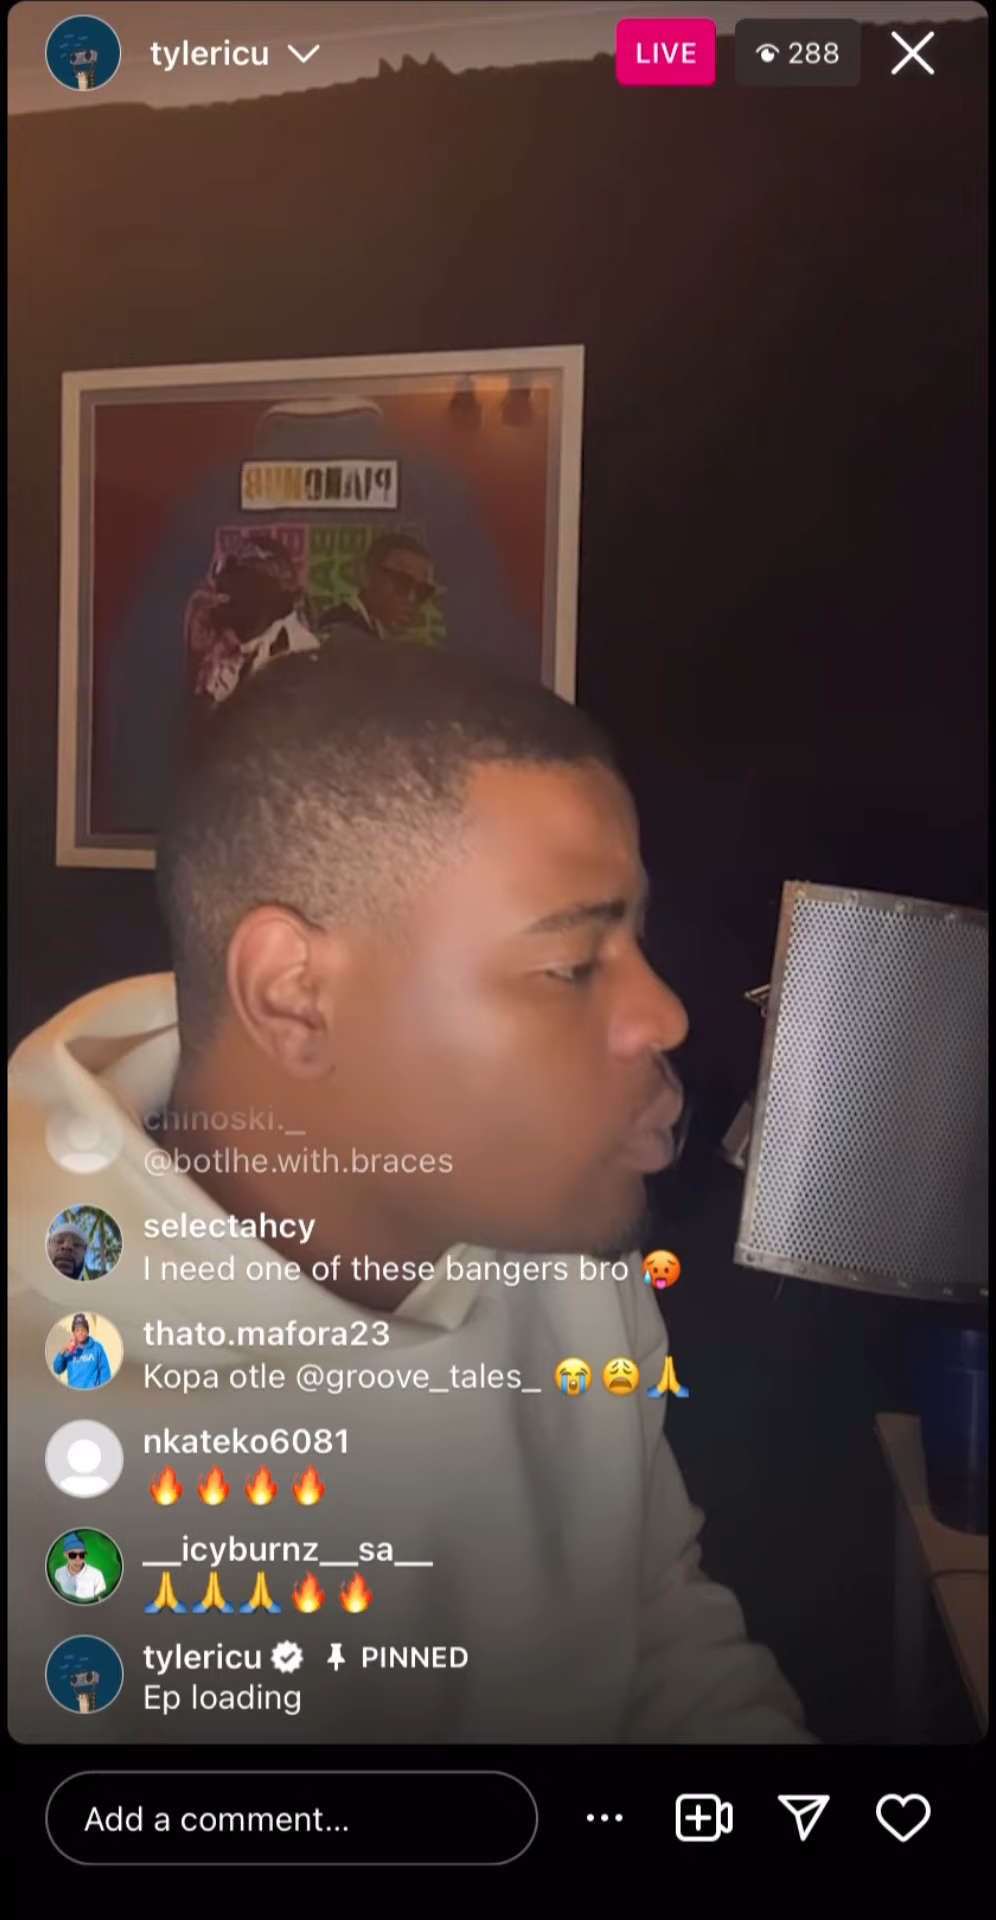 tylericu
LIVE
288
PIANOHUB
chinoski._
@botlhe.with.braces
selectahcy
I need one of these bangers bro 🥵
thato.mafora23
Kopa otle @groove_tales_ 😭😩🙏
nkateko6081
🔥🔥🔥🔥
__icyburnz__sa__
🙏🙏🙏🔥🔥
tylericu PINNED
Ep loading
Add a comment...